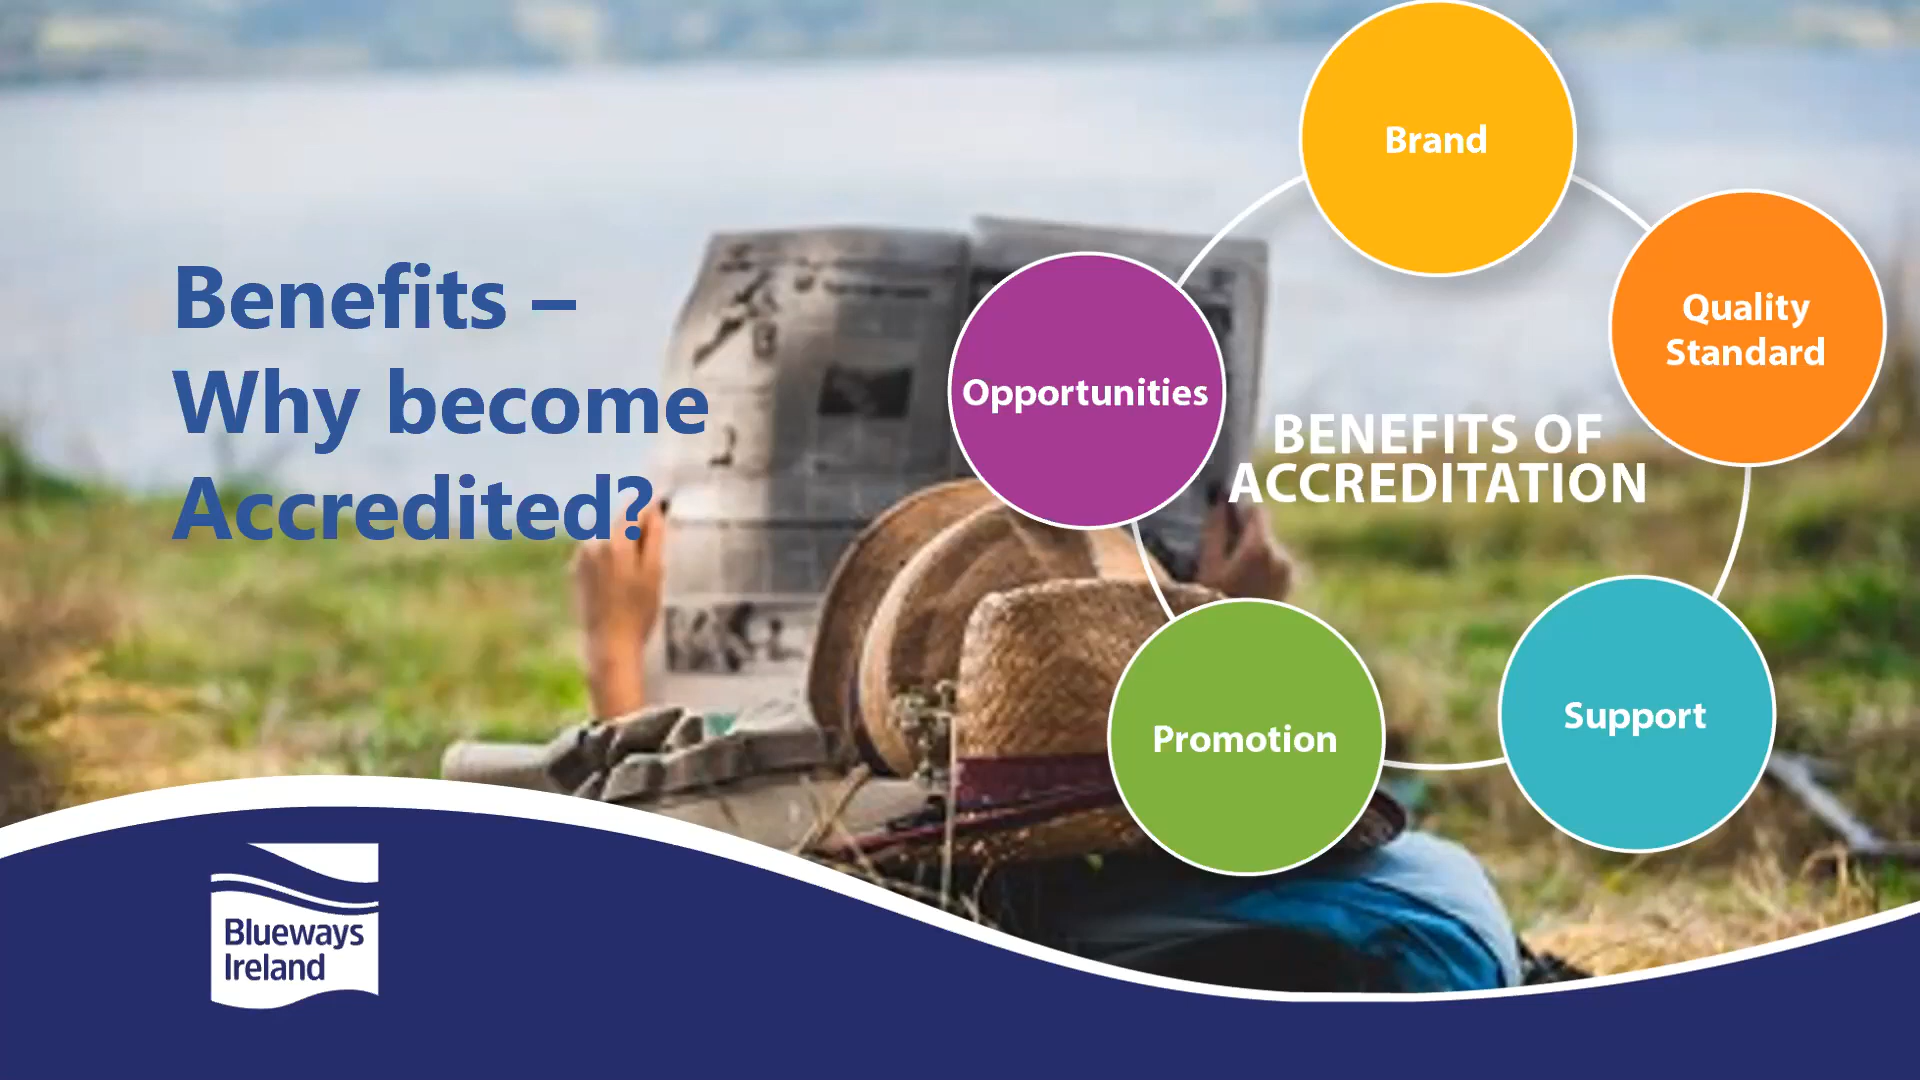 Benefits –
Why become
Accredited?
Brand
Quality
Standard
Opportunities
BENEFITS OF
ACCREDITATION
Support
Promotion
Blueways
Ireland